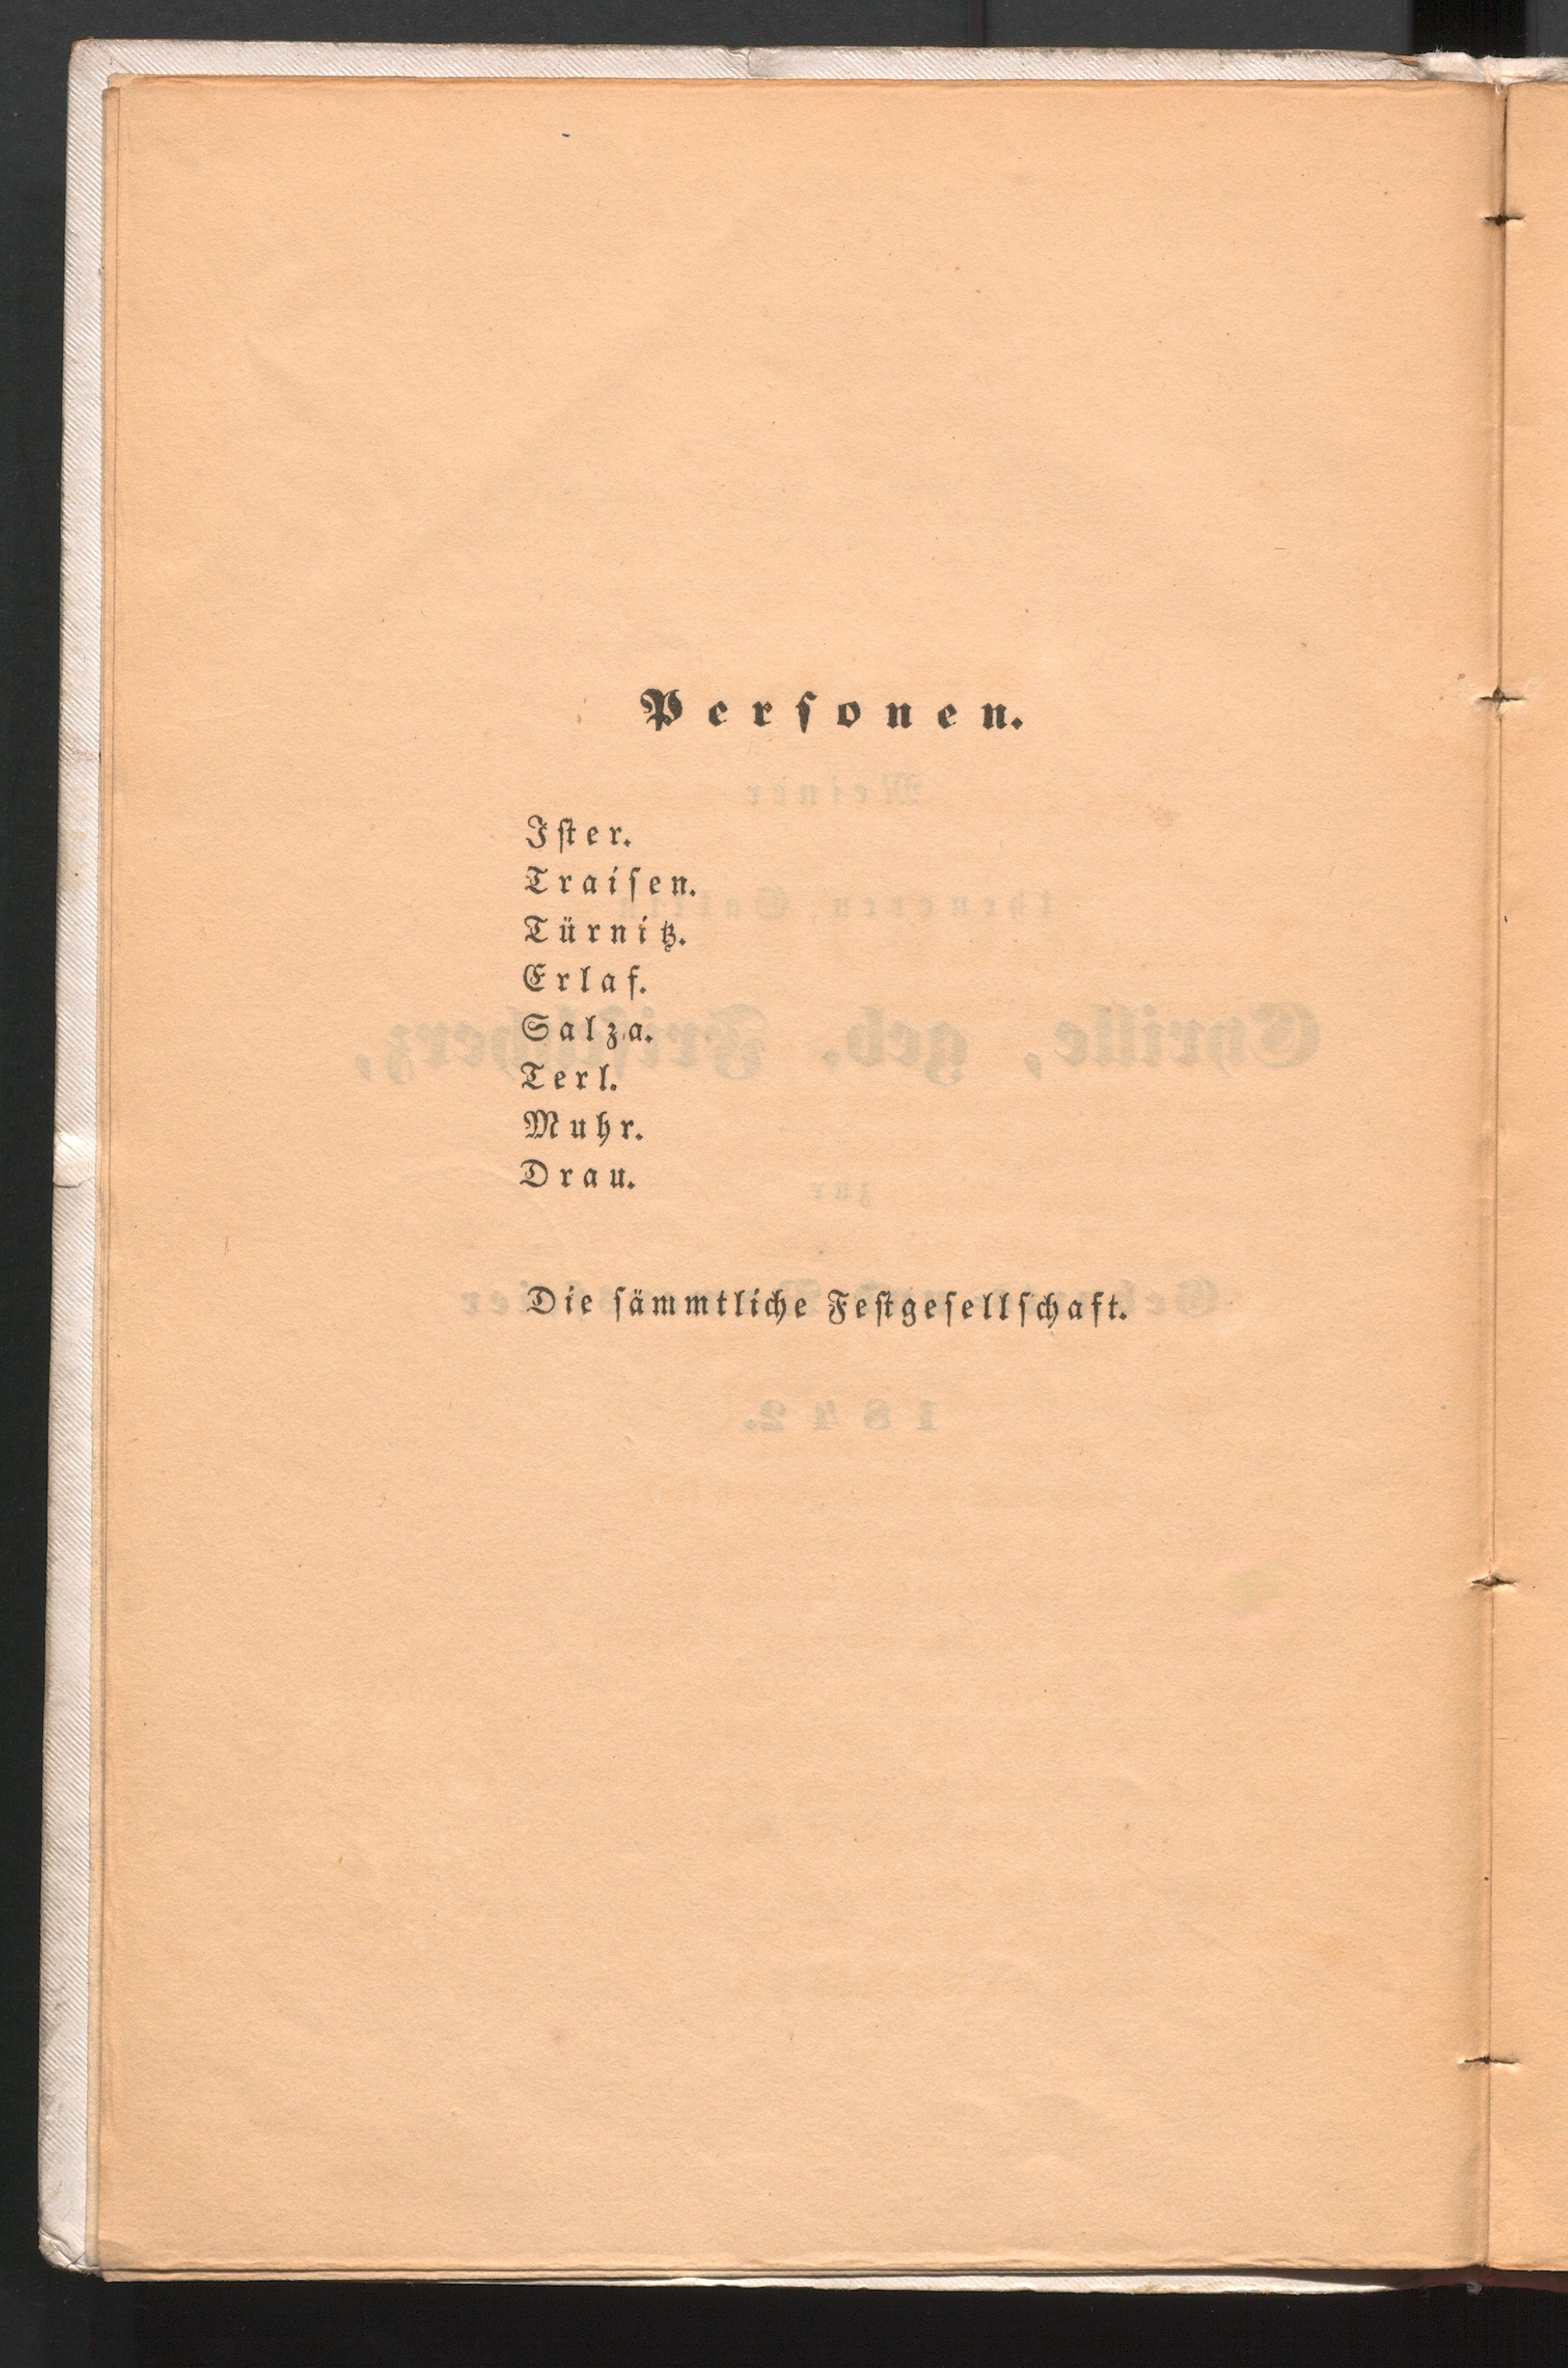 Perſonen.
Iſter.
Traiſen.
Türnitz.
Erlaf.
Salza.
Terl.
Muhr.
Drau.
Die ſämmtliche Feſtgeſellſchaft.